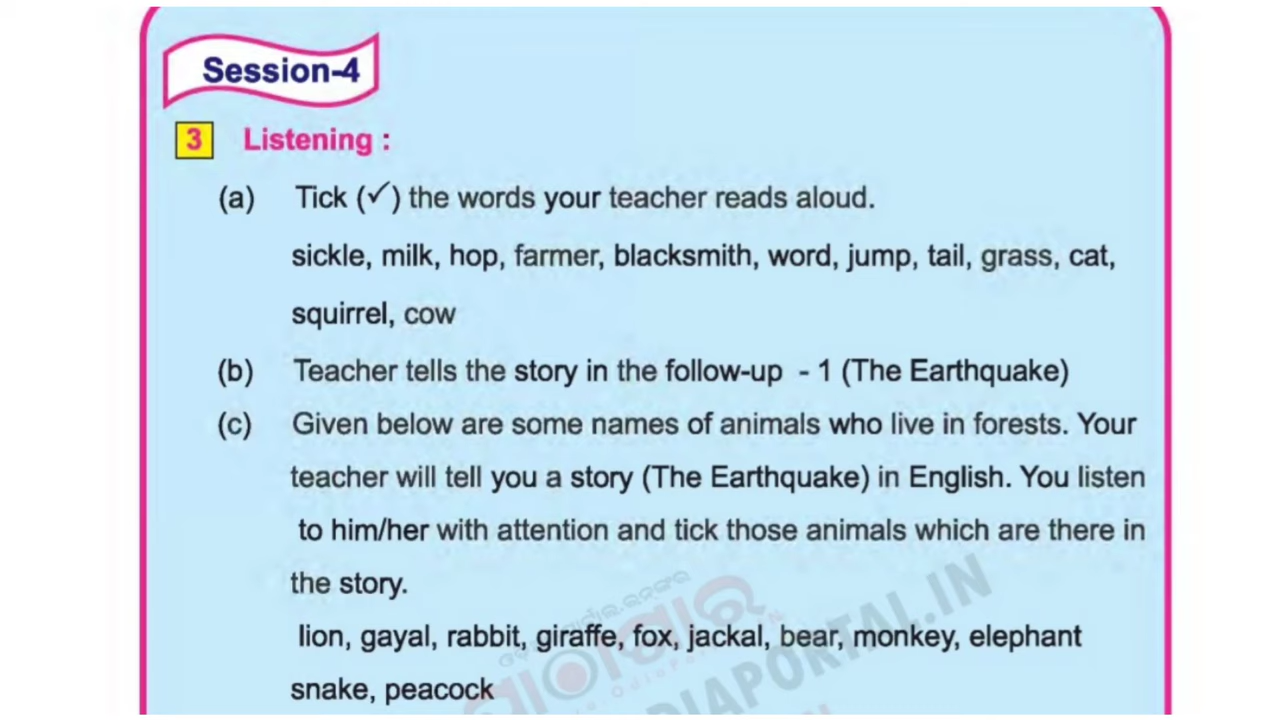 Session-4
3 Listening :
(a) Tick (✓) the words your teacher reads aloud.
sickle, milk, hop, farmer, blacksmith, word, jump, tail, grass, cat,
squirrel, cow
(b) Teacher tells the story in the follow-up - 1 (The Earthquake)
(c) Given below are some names of animals who live in forests. Your
teacher will tell you a story (The Earthquake) in English. You listen
to him/her with attention and tick those animals which are there in
the story.
lion, gayal, rabbit, giraffe, fox, jackal, bear, monkey, elephant
snake, peacock